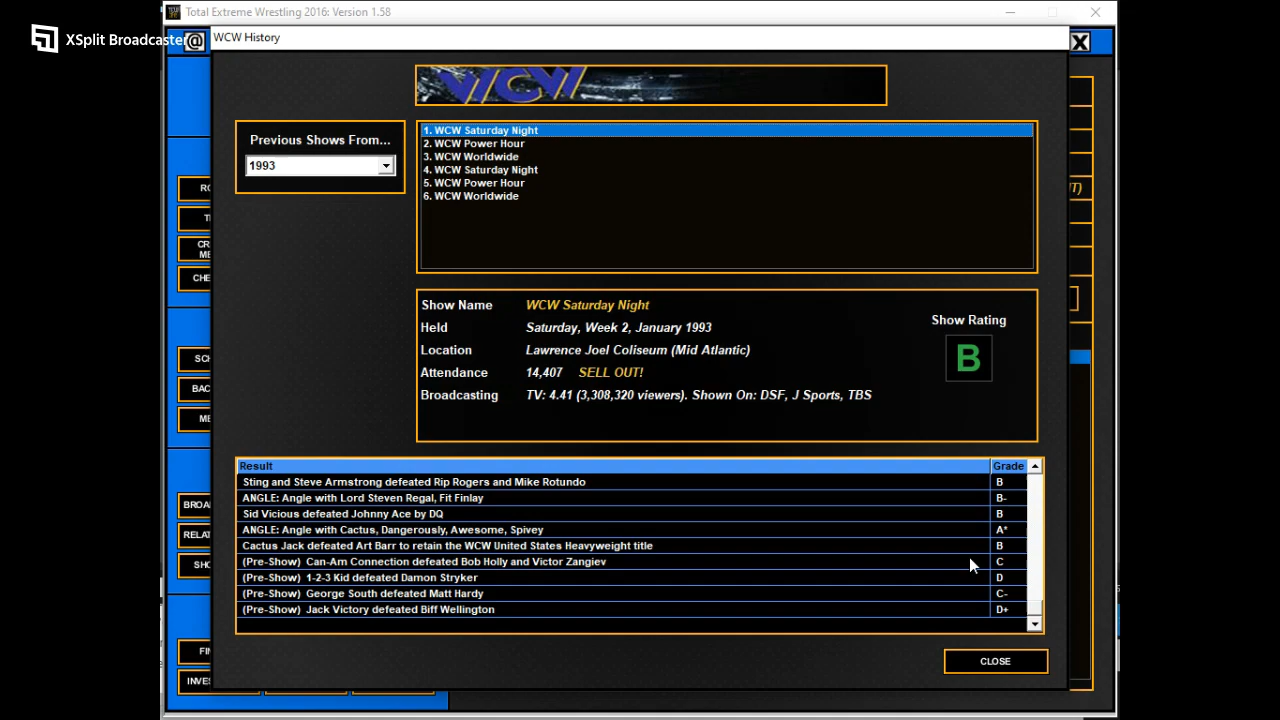 Total Extreme Wrestling 2016: Version 1.58
XSplit Broadcaster
@
WCW History
X
WCW
Previous Shows From...
1993
1. WCW Saturday Night
2. WCW Power Hour
3. WCW Worldwide
4. WCW Saturday Night
5. WCW Power Hour
6. WCW Worldwide
Show Name WCW Saturday Night
Held Saturday, Week 2, January 1993
Location Lawrence Joel Coliseum (Mid Atlantic)
Attendance 14,407 SELL OUT!
Broadcasting TV: 4.41 (3,308,320 viewers). Shown On: DSF, J Sports, TBS
Show Rating
B
Result Grade
Sting and Steve Armstrong defeated Rip Rogers and Mike Rotundo B
ANGLE: Angle with Lord Steven Regal, Fit Finlay B-
Sid Vicious defeated Johnny Ace by DQ B
ANGLE: Angle with Cactus, Dangerously, Awesome, Spivey A*
Cactus Jack defeated Art Barr to retain the WCW United States Heavyweight title B
(Pre-Show) Can-Am Connection defeated Bob Holly and Victor Zangiev C
(Pre-Show) 1-2-3 Kid defeated Damon Stryker D
(Pre-Show) George South defeated Matt Hardy C-
(Pre-Show) Jack Victory defeated Biff Wellington D+
CLOSE